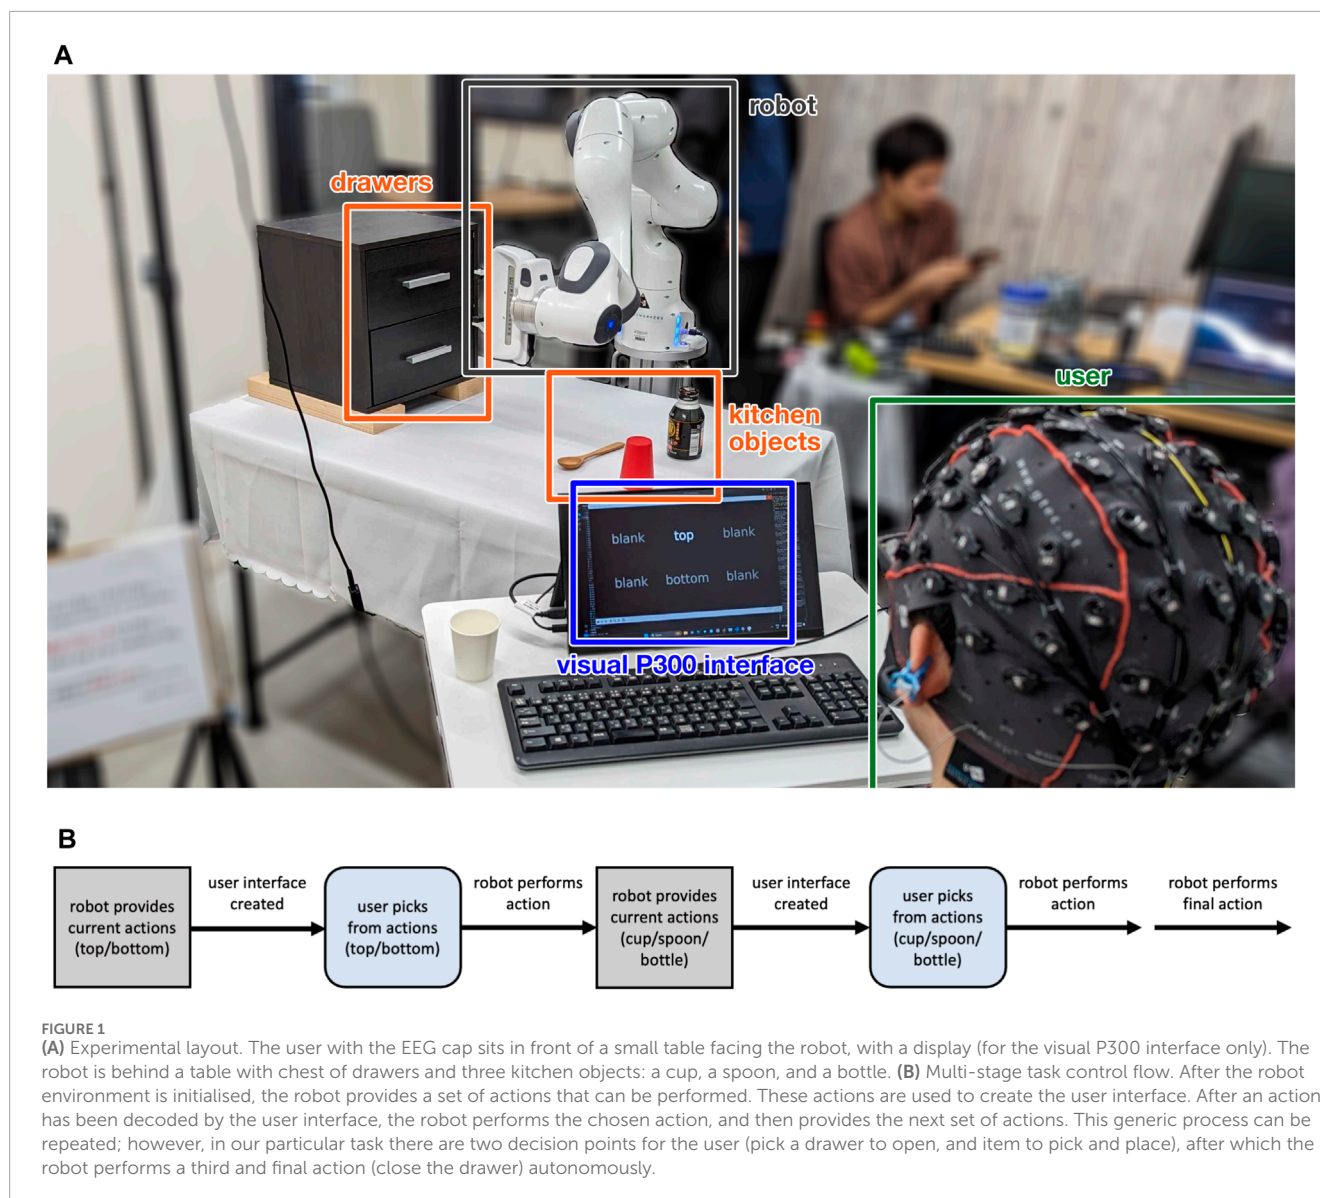 A
robot
drawers
user
kitchen
objects
blank top blank
blank bottom blank
visual P300 interface
www.gtec.at
B
robot provides
current actions
(top/bottom)
user interface
created
user picks
from actions
(top/bottom)
robot performs
action
robot provides
current actions
(cup/spoon/
bottle)
user interface
created
user picks
from actions
(cup/spoon/
bottle)
robot performs
action
robot performs
final action
FIGURE 1
(A) Experimental layout. The user with the EEG cap sits in front of a small table facing the robot, with a display (for the visual P300 interface only). The
robot is behind a table with chest of drawers and three kitchen objects: a cup, a spoon, and a bottle. (B) Multi-stage task control flow. After the robot
environment is initialised, the robot provides a set of actions that can be performed. These actions are used to create the user interface. After an action
has been decoded by the user interface, the robot performs the chosen action, and then provides the next set of actions. This generic process can be
repeated; however, in our particular task there are two decision points for the user (pick a drawer to open, and item to pick and place), after which the
robot performs a third and final action (close the drawer) autonomously.